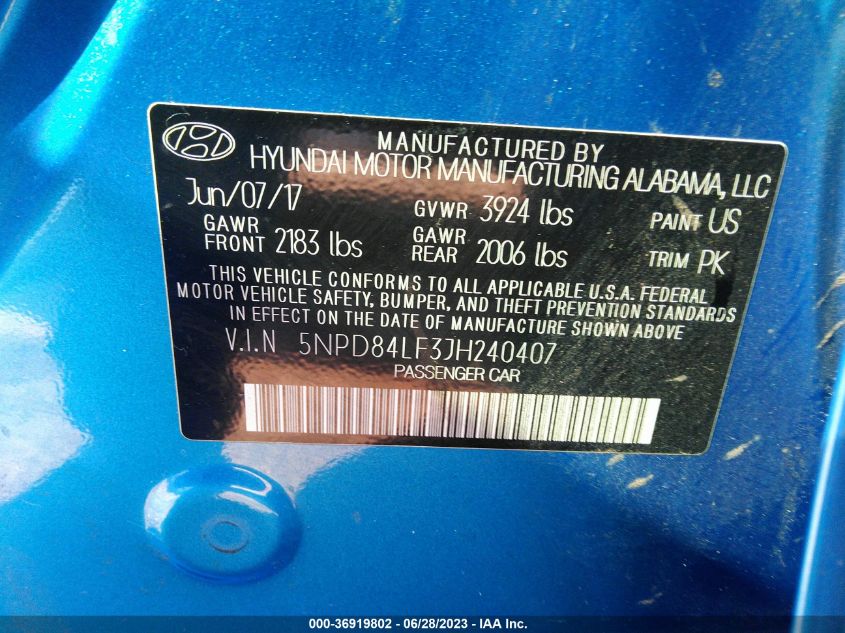 MANUFACTURED BY
HYUNDAI MOTOR MANUFACTURING ALABAMA, LLC
Jun/07/17 GVWR 3924 lbs PAINT US
GAWR FRONT 2183 lbs GAWR REAR 2006 lbs TRIM PK
THIS VEHICLE CONFORMS TO ALL APPLICABLE U.S.A. FEDERAL
MOTOR VEHICLE SAFETY, BUMPER, AND THEFT PREVENTION STANDARDS
IN EFFECT ON THE DATE OF MANUFACTURE SHOWN ABOVE
V.I.N 5NPD84LF3JH240407
PASSENGER CAR
000-36919802 - 06/28/2023 - IAA Inc.